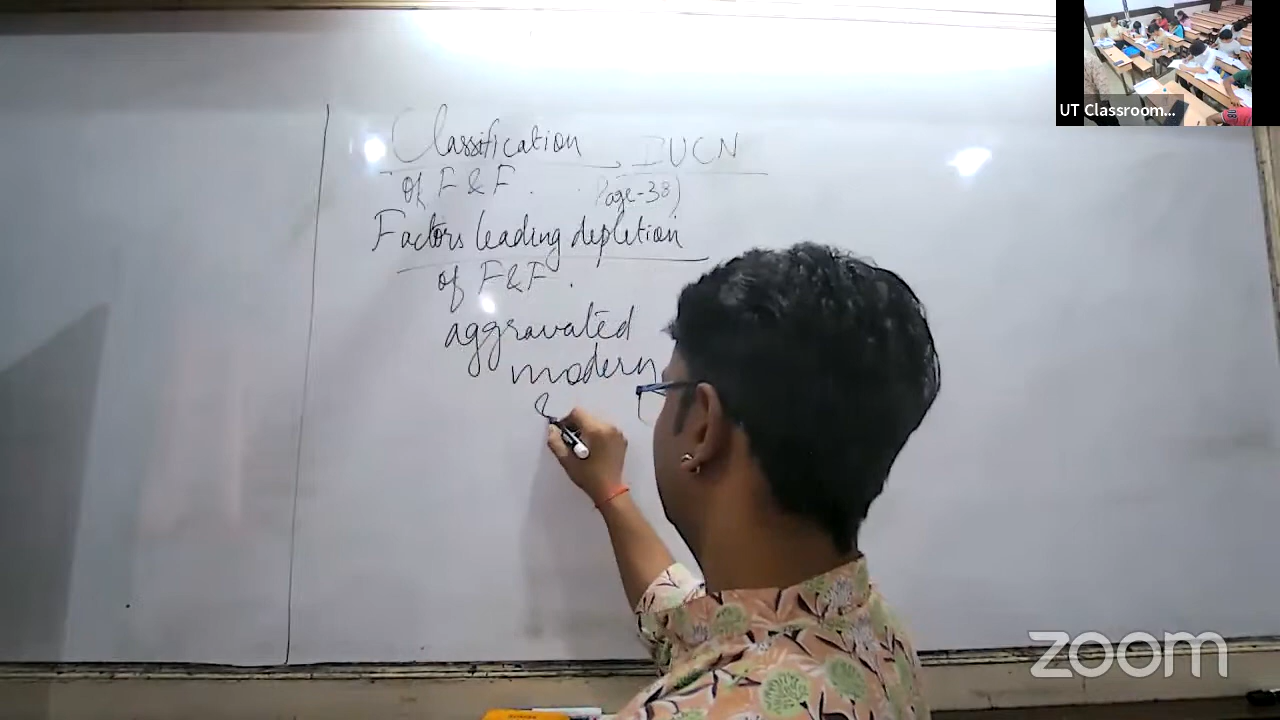 Classification → IUCN
of F & F. Page-38)
Factors leading depletion
of F&F.
aggravated
modern
UT Classroom...
zoom